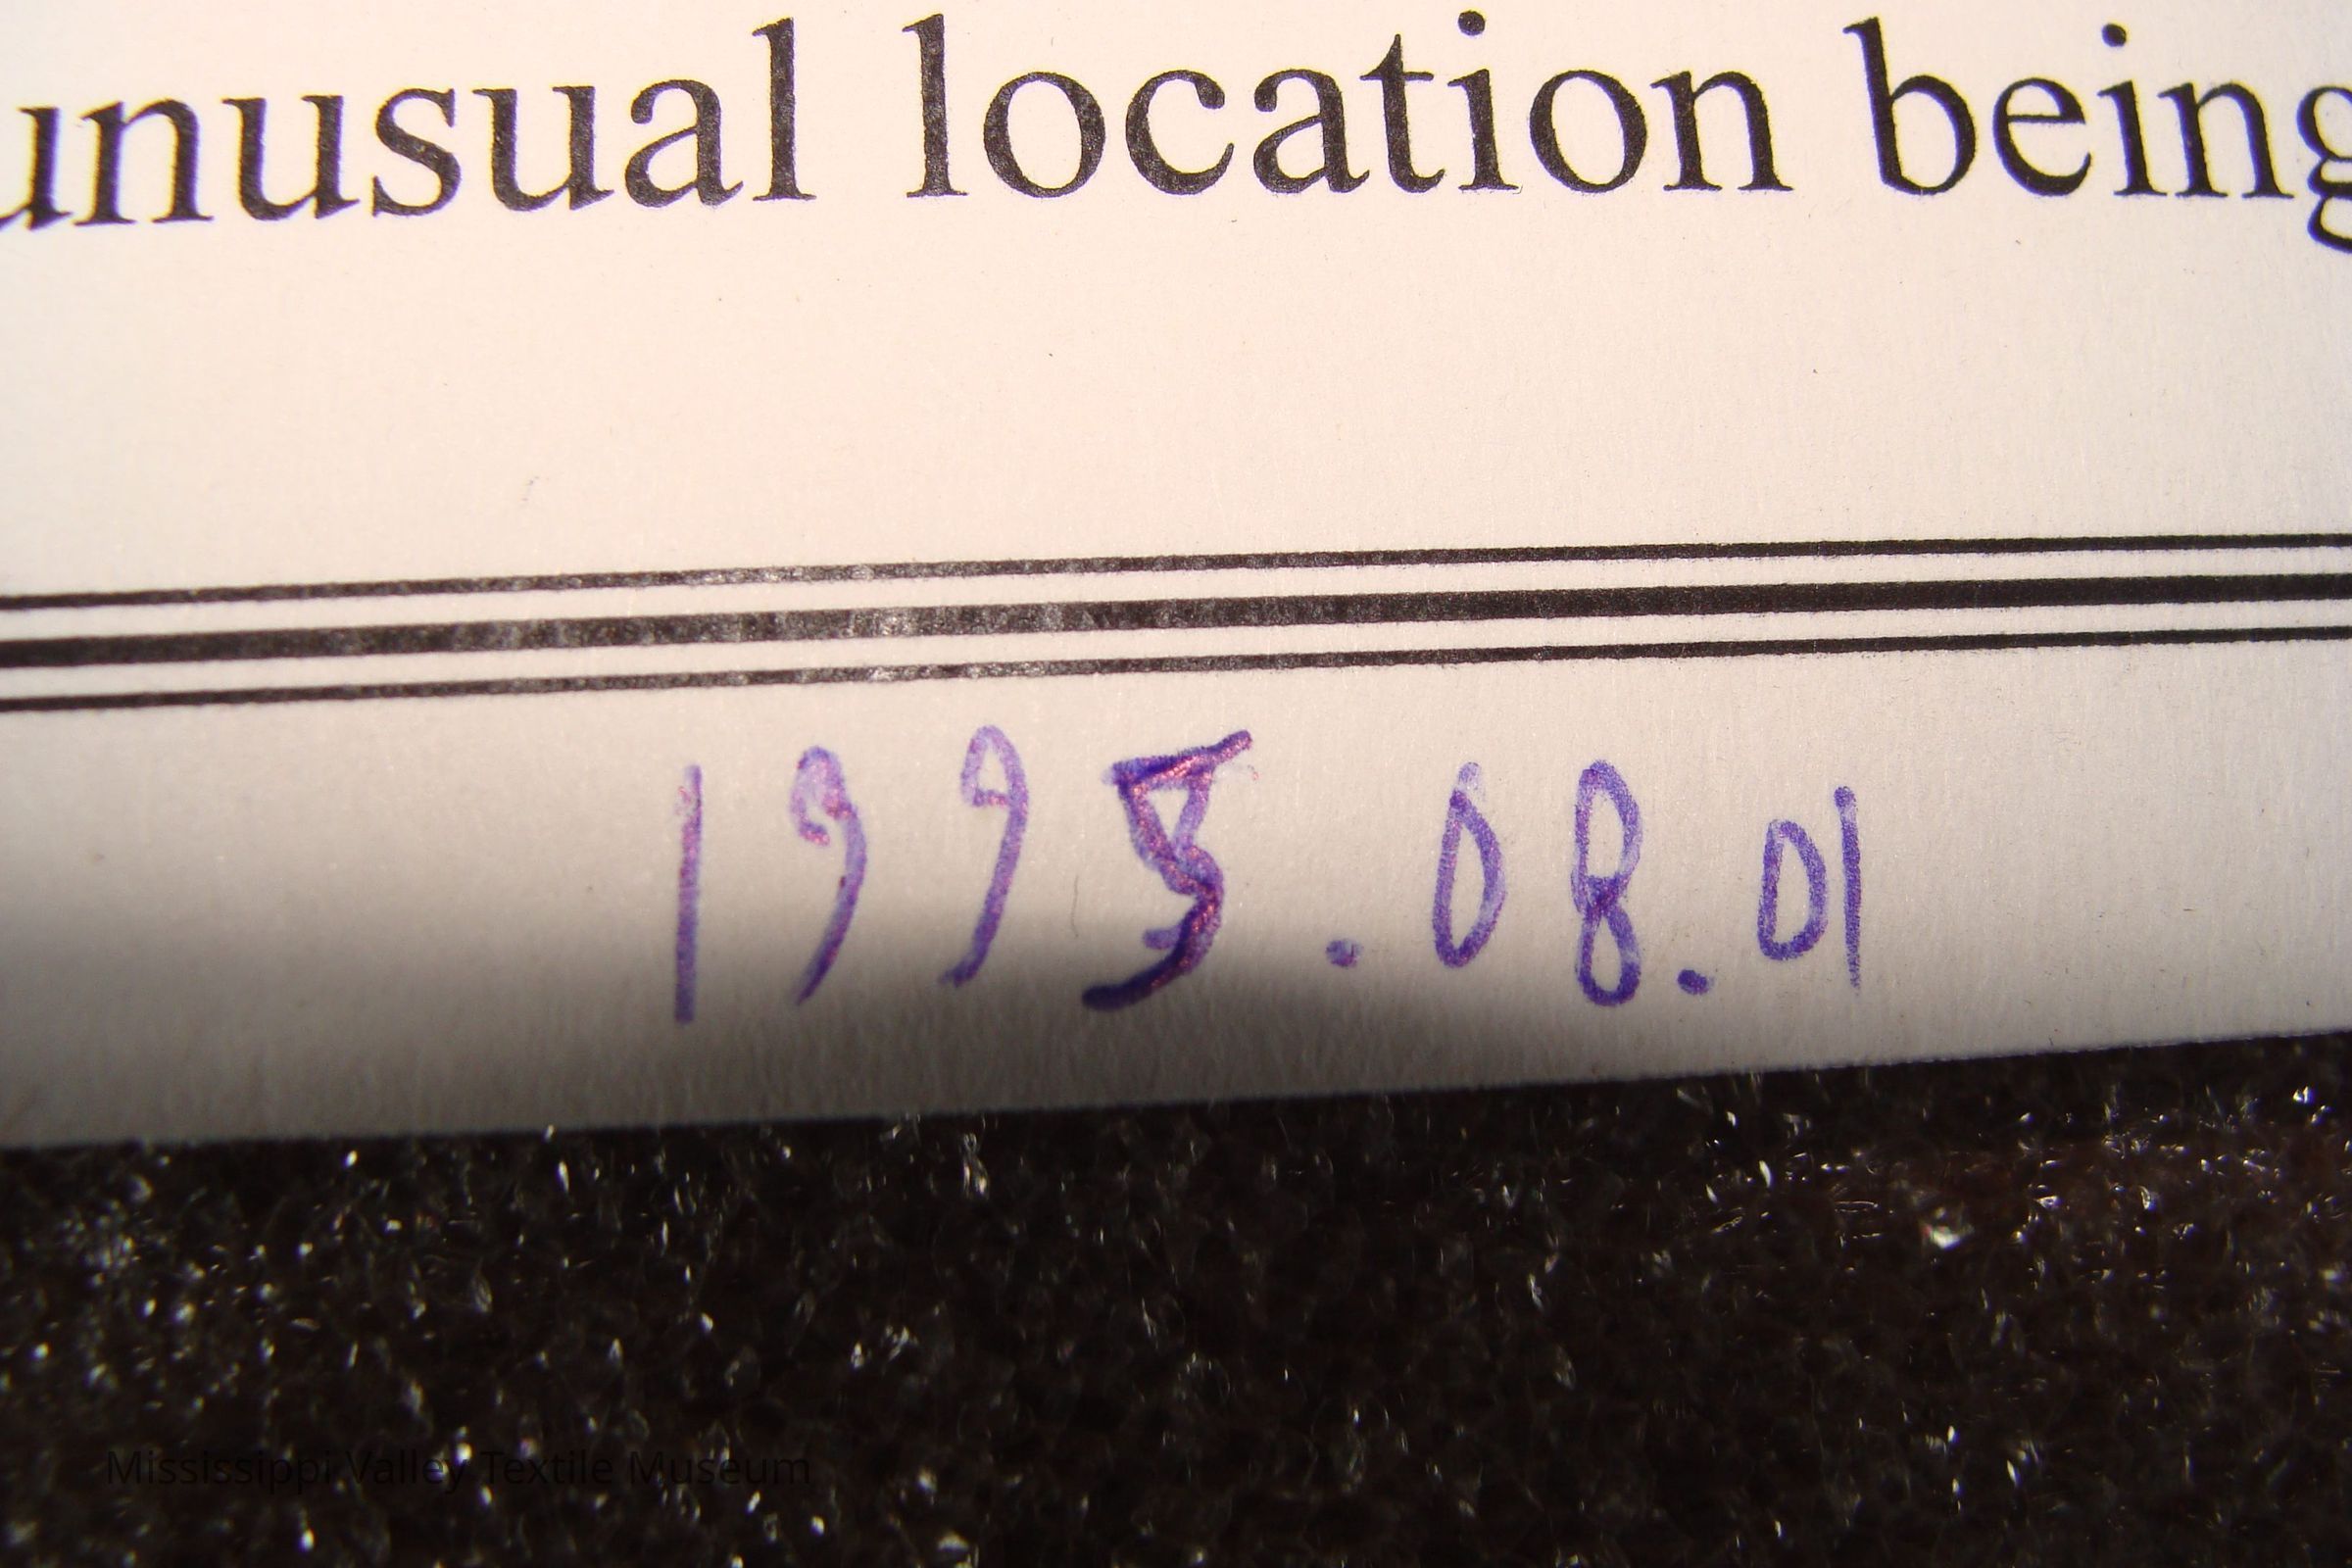 unusual location being
1995.08.01
Mississippi Valley Textile Museum